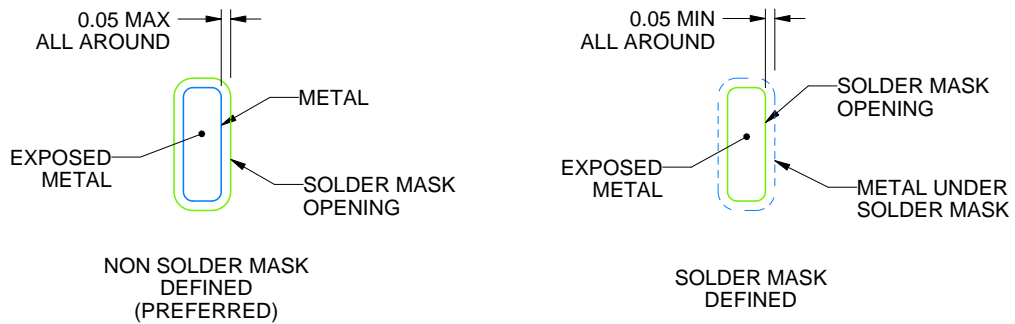 0.05 MAX
ALL AROUND
METAL
EXPOSED
METAL
SOLDER MASK
OPENING
NON SOLDER MASK
DEFINED
(PREFERRED)
0.05 MIN
ALL AROUND
SOLDER MASK
OPENING
EXPOSED
METAL
METAL UNDER
SOLDER MASK
SOLDER MASK
DEFINED